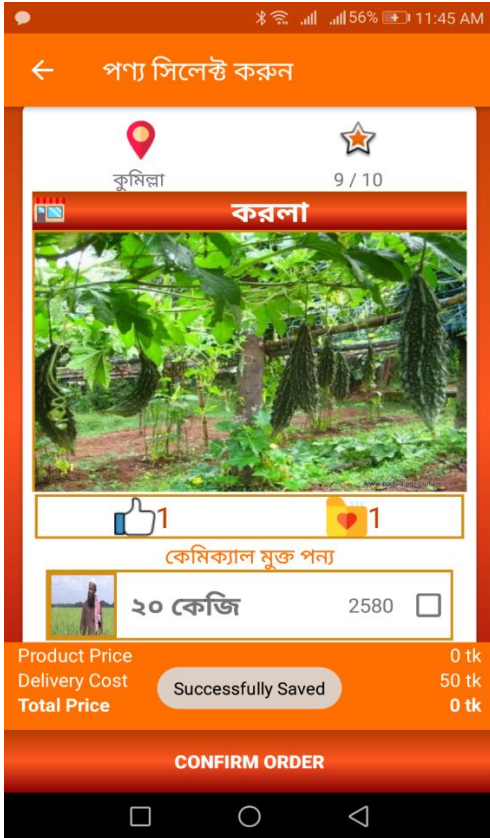 56% 11:45 AM
পণ্য সিলেক্ট করুন
কুমিল্লা 9 / 10
করলা
1 1
কেমিক্যাল মুক্ত পন্য
২০ কেজি 2580
Product Price 0 tk
Delivery Cost 50 tk
Successfully Saved
Total Price 0 tk
CONFIRM ORDER